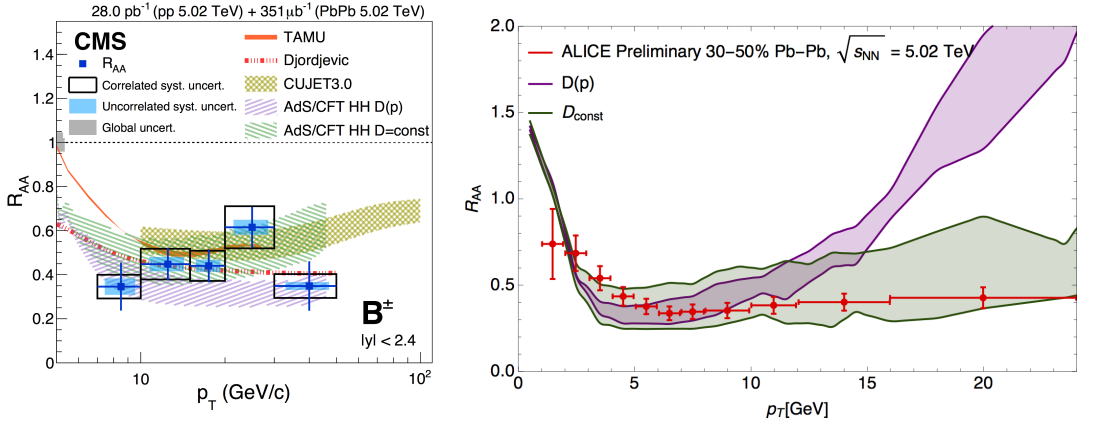 28.0 pb⁻¹ (pp 5.02 TeV) + 351 μb⁻¹ (PbPb 5.02 TeV)
CMS
R_AA
Correlated syst. uncert.
Uncorrelated syst. uncert.
Global uncert.
TAMU
Djordjevic
CUJET3.0
AdS/CFT HH D(p)
AdS/CFT HH D=const
1.4
1.2
1
0.8
0.6
0.4
0.2
0
R_AA
B±
|y| < 2.4
10
10²
p_T (GeV/c)
ALICE Preliminary 30–50% Pb–Pb, √s_NN = 5.02 TeV
D(p)
D_const
2.0
1.5
1.0
0.5
0.0
R_AA
0
5
10
15
20
p_T[GeV]